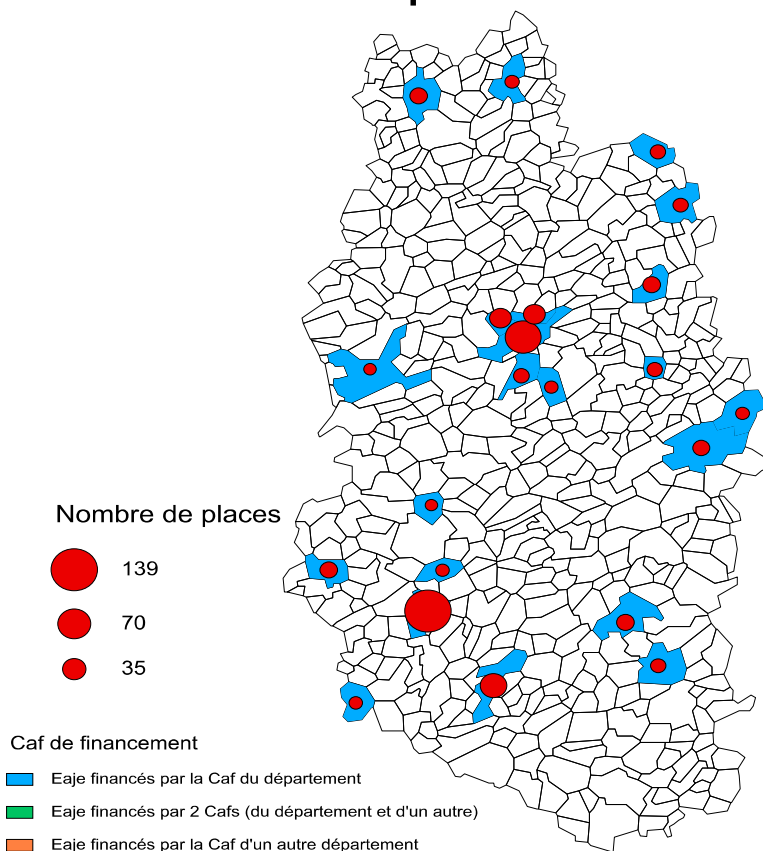 Nombre de places
139
70
35
Caf de financement
Eaje financés par la Caf du département
Eaje financés par 2 Cafs (du département et d'un autre)
Eaje financés par la Caf d'un autre département